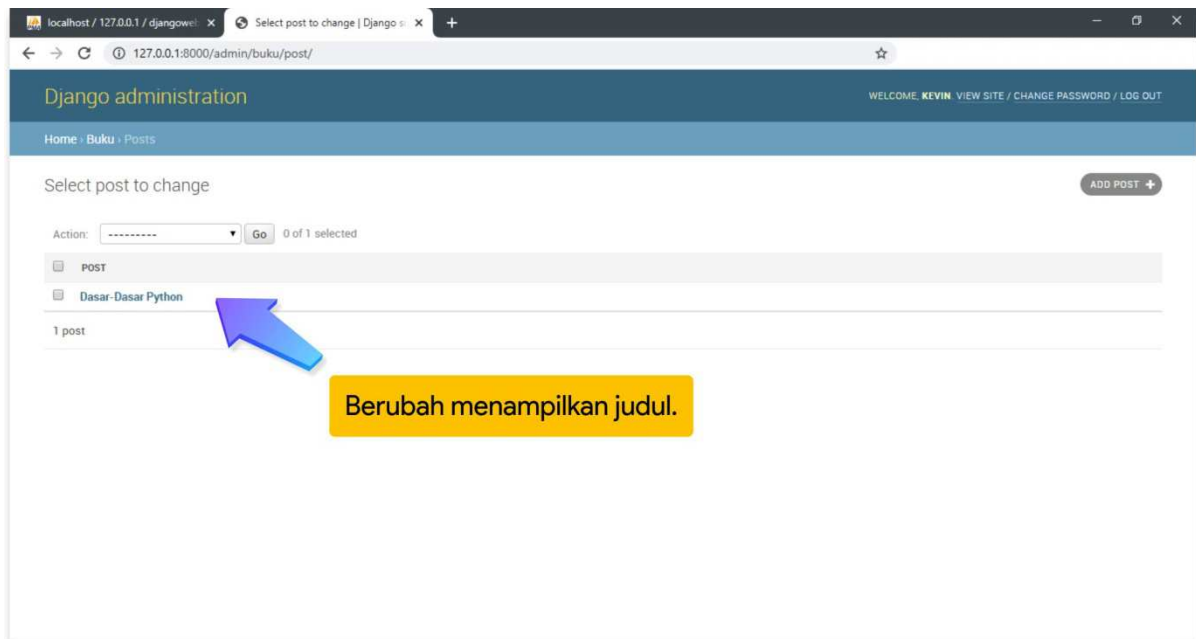 localhost / 127.0.0.1 / djangowel
Select post to change | Django s
127.0.0.1:8000/admin/buku/post/
Django administration
WELCOME, KEVIN. VIEW SITE / CHANGE PASSWORD / LOG OUT
Home › Buku › Posts
Select post to change
ADD POST +
Action: --------- Go 0 of 1 selected
POST
Dasar-Dasar Python
1 post
Berubah menampilkan judul.